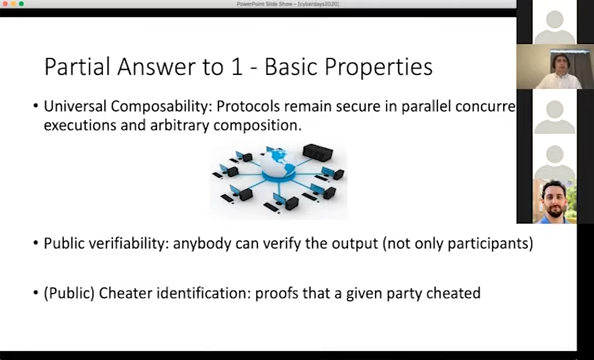 PowerPoint Slide Show - [cyberdays2020]
Partial Answer to 1 - Basic Properties
• Universal Composability: Protocols remain secure in parallel concurre
executions and arbitrary composition.
• Public verifiability: anybody can verify the output (not only participants)
• (Public) Cheater identification: proofs that a given party cheated